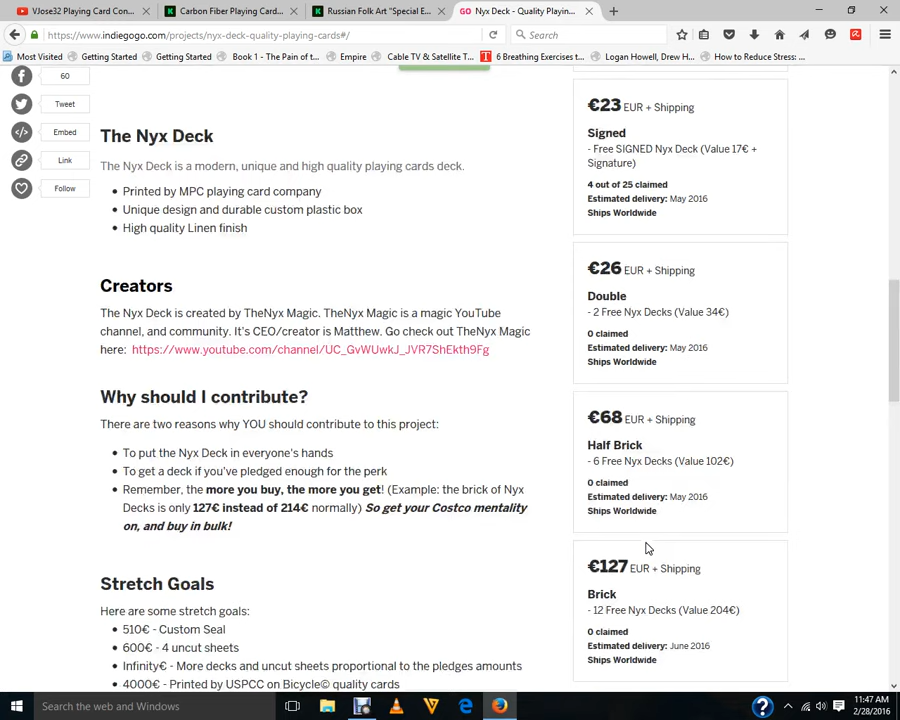 VJose32 Playing Card Con...
Carbon Fiber Playing Card...
Russian Folk Art "Special E...
GO Nyx Deck - Quality Playin...
https://www.indiegogo.com/projects/nyx-deck-quality-playing-cards#/
Search
Most Visited
Getting Started
Getting Started
Book 1 - The Pain of t...
Empire
Cable TV & Satellite T...
6 Breathing Exercises t...
Logan Howell, Drew H...
How to Reduce Stress: ...
60
Tweet
Embed
Link
Follow
The Nyx Deck
The Nyx Deck is a modern, unique and high quality playing cards deck.
Printed by MPC playing card company
Unique design and durable custom plastic box
High quality Linen finish
Creators
The Nyx Deck is created by TheNyx Magic. TheNyx Magic is a magic YouTube
channel, and community. It's CEO/creator is Matthew. Go check out TheNyx Magic
here: https://www.youtube.com/channel/UC_GvWUwkJ_JVR7ShEkth9Fg
Why should I contribute?
There are two reasons why YOU should contribute to this project:
To put the Nyx Deck in everyone's hands
To get a deck if you've pledged enough for the perk
Remember, the more you buy, the more you get! (Example: the brick of Nyx
Decks is only 127€ instead of 214€ normally) So get your Costco mentality
on, and buy in bulk!
Stretch Goals
Here are some stretch goals:
510€ - Custom Seal
600€ - 4 uncut sheets
Infinity€ - More decks and uncut sheets proportional to the pledges amounts
4000€ - Printed by USPCC on Bicycle© quality cards
€23 EUR + Shipping
Signed
- Free SIGNED Nyx Deck (Value 17€ +
Signature)
4 out of 25 claimed
Estimated delivery: May 2016
Ships Worldwide
€26 EUR + Shipping
Double
- 2 Free Nyx Decks (Value 34€)
0 claimed
Estimated delivery: May 2016
Ships Worldwide
€68 EUR + Shipping
Half Brick
- 6 Free Nyx Decks (Value 102€)
0 claimed
Estimated delivery: May 2016
Ships Worldwide
€127 EUR + Shipping
Brick
- 12 Free Nyx Decks (Value 204€)
0 claimed
Estimated delivery: June 2016
Ships Worldwide
Search the web and Windows
11:47 AM
2/28/2016